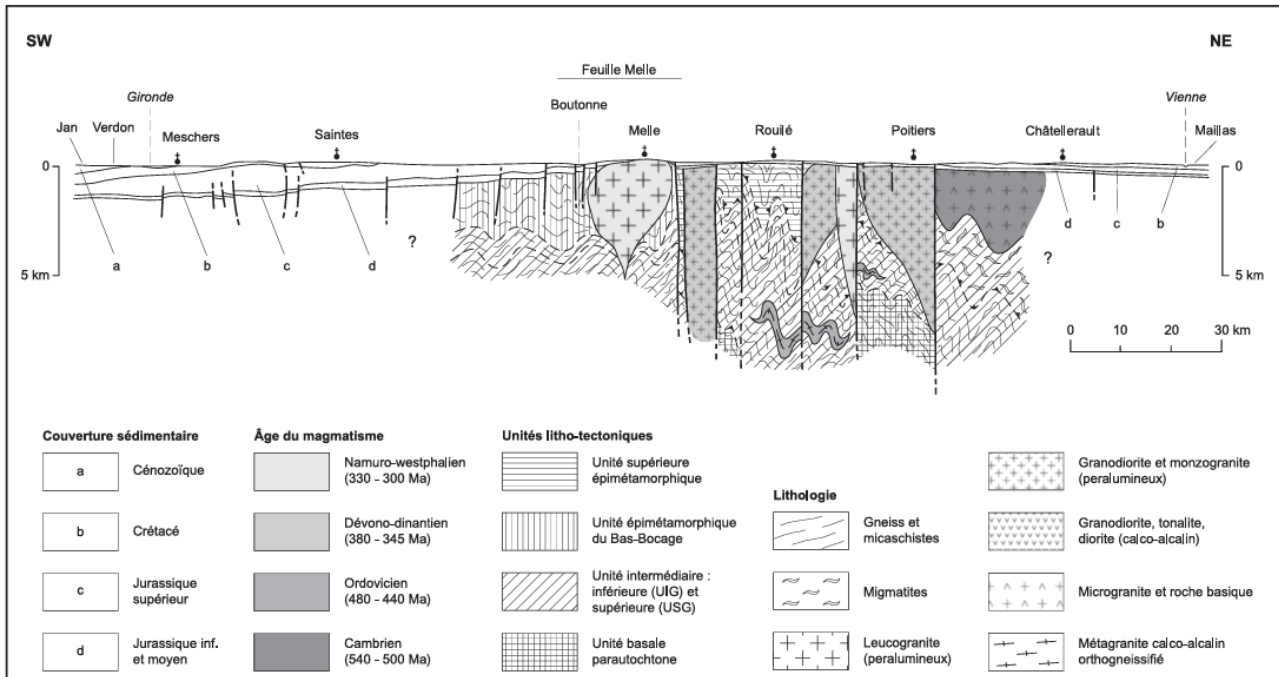 SW
NE
Feuille Melle
Gironde
Boutonne
Vienne
Jan
Verdon
Meschers
Saintes
Melle
Rouilé
Poitiers
Châtellerault
Maillas
0
0
5 km
5 km
?
?
a
b
c
d
d
c
b
0
10
20
30 km
Couverture sédimentaire
a
Cénozoïque
b
Crétacé
c
Jurassique
supérieur
d
Jurassique inf.
et moyen
Âge du magmatisme
Namuro-westphalien
(330 - 300 Ma)
Dévono-dinantien
(380 - 345 Ma)
Ordovicien
(480 - 440 Ma)
Cambrien
(540 - 500 Ma)
Unités litho-tectoniques
Unité supérieure
épimétamorphique
Unité épimétamorphique
du Bas-Bocage
Unité intermédiaire :
inférieure (UIG) et
supérieure (USG)
Unité basale
parautochtone
Lithologie
Gneiss et
micaschistes
Migmatites
Leucogranite
(peralumineux)
Granodiorite et monzogranite
(peralumineux)
Granodiorite, tonalite,
diorite (calco-alcalin)
Microgranite et roche basique
Métagranite calco-alcalin
orthogneissifié